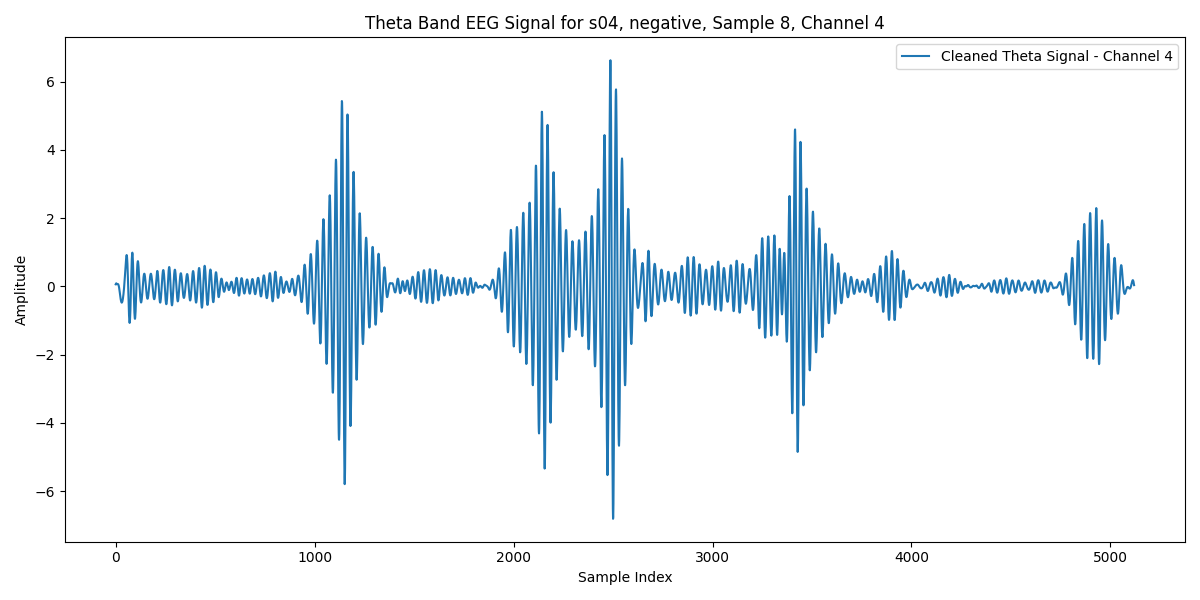 Theta Band EEG Signal for s04, negative, Sample 8, Channel 4
Cleaned Theta Signal - Channel 4
Amplitude
6
4
2
0
−2
−4
−6
0 1000 2000 3000 4000 5000
Sample Index